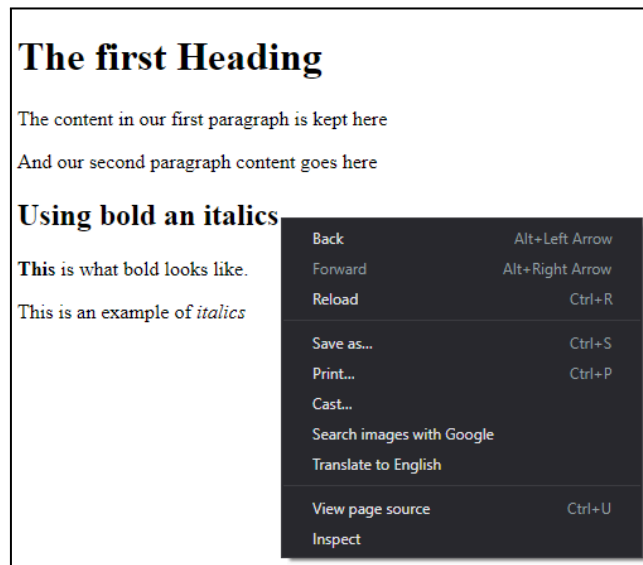 The first Heading
The content in our first paragraph is kept here
And our second paragraph content goes here
Using bold an italics
This is what bold looks like.
This is an example of italics
Back Alt+Left Arrow
Forward Alt+Right Arrow
Reload Ctrl+R
Save as... Ctrl+S
Print... Ctrl+P
Cast...
Search images with Google
Translate to English
View page source Ctrl+U
Inspect